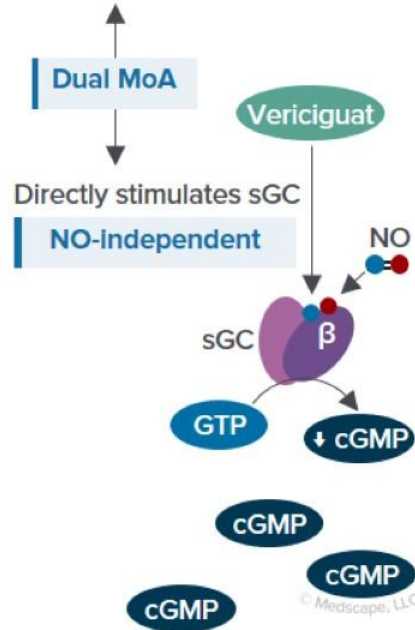 Dual MoA
Vericiguat
Directly stimulates sGC
NO-independent
NO
sGC
β
GTP
⬇ cGMP
cGMP
cGMP
© Medscape, LLC
cGMP